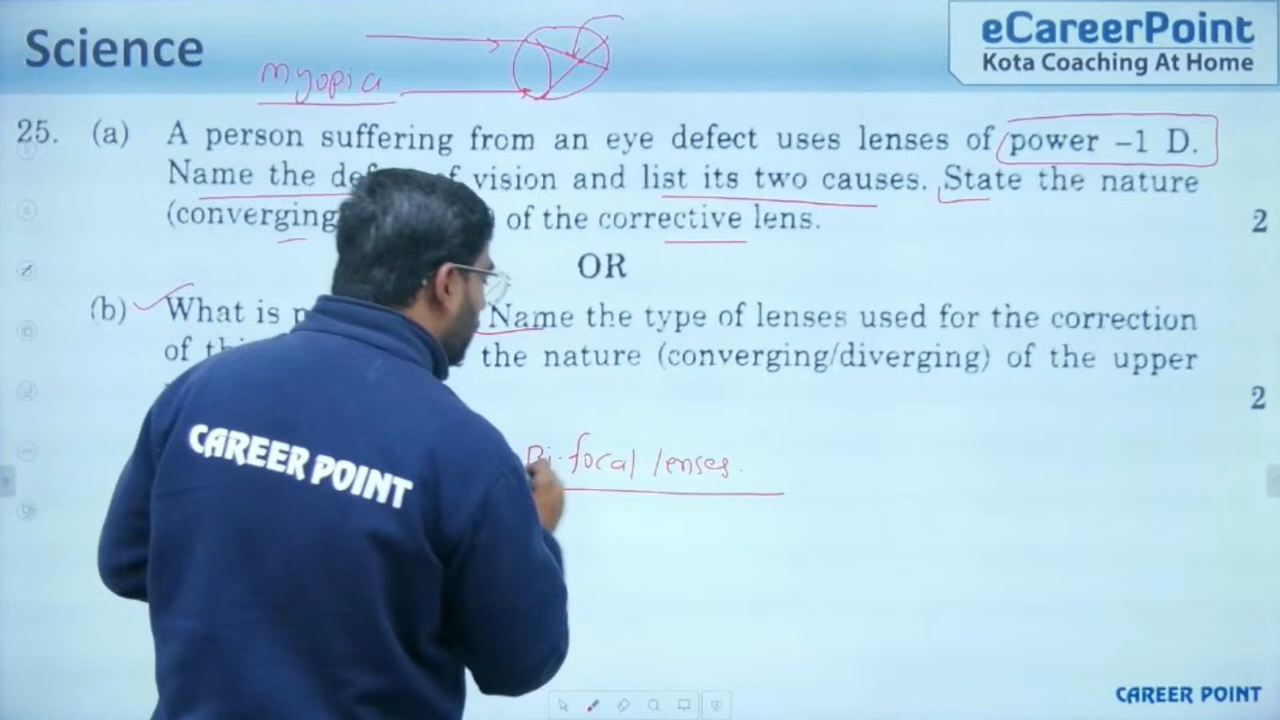 Science
eCareerPoint
Kota Coaching At Home
Myopia
25. (a) A person suffering from an eye defect uses lenses of power –1 D.
Name the vision and list its two causes. State the nature
(converging of the corrective lens. 2
OR
(b) What is Name the type of lenses used for the correction
of the nature (converging/diverging) of the upper
2
Bi-focal lenses.
CAREER POINT
CAREER POINT